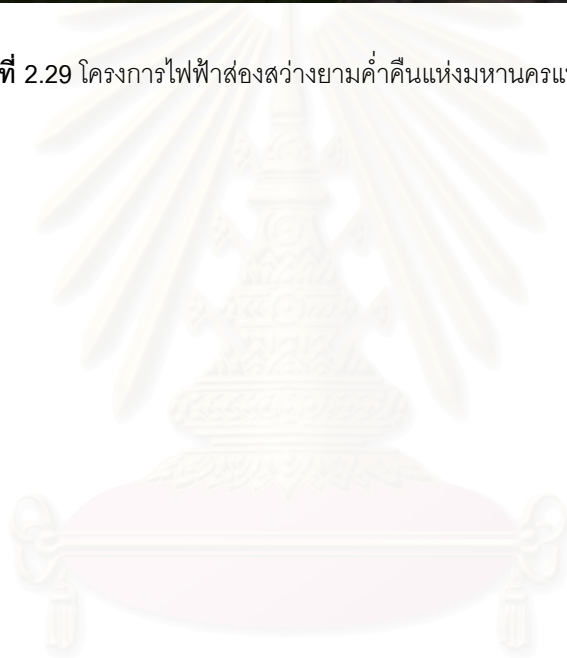 ที่ 2.29 โครงการไฟฟ้าส่องสว่างยามค่ำคืนแห่งมหานคร